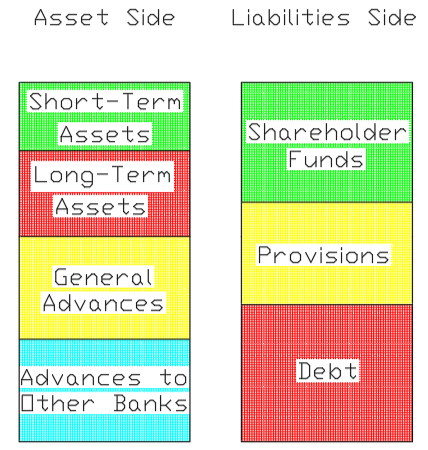 Asset Side
Liabilities Side
Short-Term
Assets
Long-Term
Assets
General
Advances
Advances to
Other Banks
Shareholder
Funds
Provisions
Debt